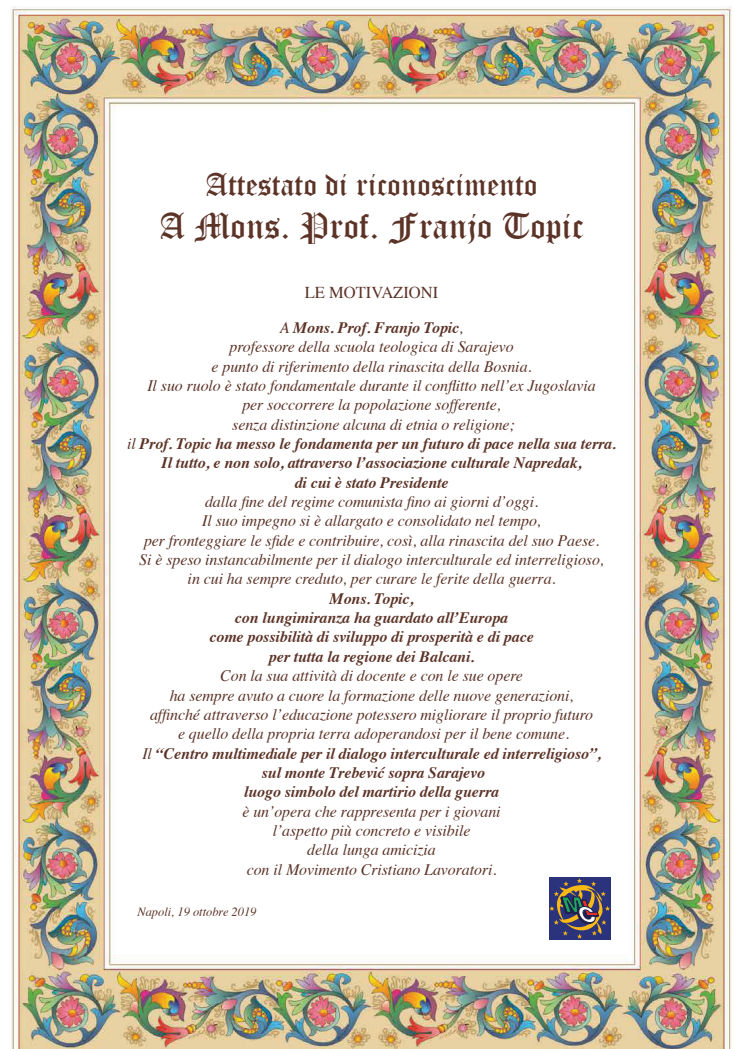 Attestato di riconoscimento
A Mons. Prof. Franjo Topic
LE MOTIVAZIONI
A Mons. Prof. Franjo Topic,
professore della scuola teologica di Sarajevo
e punto di riferimento della rinascita della Bosnia.
Il suo ruolo è stato fondamentale durante il conflitto nell’ex Jugoslavia
per soccorrere la popolazione sofferente,
senza distinzione alcuna di etnia o religione;
il Prof. Topic ha messo le fondamenta per un futuro di pace nella sua terra.
Il tutto, e non solo, attraverso l’associazione culturale Napredak,
di cui è stato Presidente
dalla fine del regime comunista fino ai giorni d’oggi.
Il suo impegno si è allargato e consolidato nel tempo,
per fronteggiare le sfide e contribuire, così, alla rinascita del suo Paese.
Si è speso instancabilmente per il dialogo interculturale ed interreligioso,
in cui ha sempre creduto, per curare le ferite della guerra.
Mons. Topic,
con lungimiranza ha guardato all’Europa
come possibilità di sviluppo di prosperità e di pace
per tutta la regione dei Balcani.
Con la sua attività di docente e con le sue opere
ha sempre avuto a cuore la formazione delle nuove generazioni,
affinché attraverso l’educazione potessero migliorare il proprio futuro
e quello della propria terra adoperandosi per il bene comune.
Il “Centro multimediale per il dialogo interculturale ed interreligioso”,
sul monte Trebević sopra Sarajevo
luogo simbolo del martirio della guerra
è un’opera che rappresenta per i giovani
l’aspetto più concreto e visibile
della lunga amicizia
con il Movimento Cristiano Lavoratori.
Napoli, 19 ottobre 2019
MCL